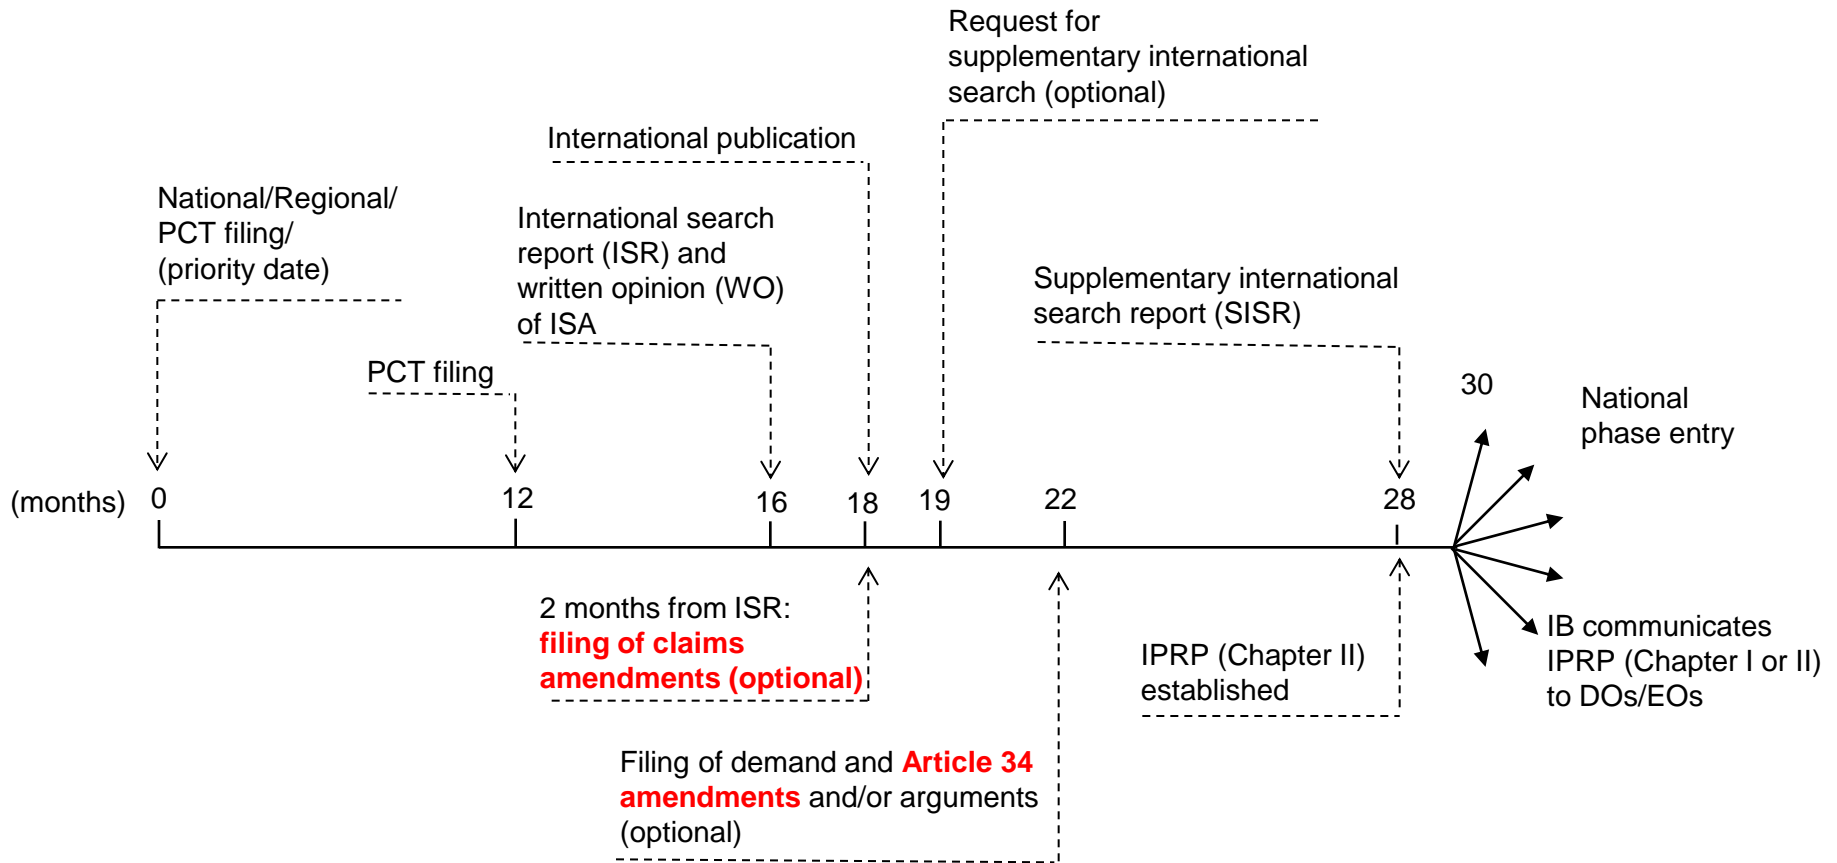 Request for
supplementary international
search (optional)
International publication
National/Regional/
PCT filing/
(priority date)
International search
report (ISR) and
written opinion (WO)
of ISA
Supplementary international
search report (SISR)
PCT filing
30
National
phase entry
(months) 0 12 16 18 19 22 28
2 months from ISR:
filing of claims
amendments (optional)
IPRP (Chapter II)
established
IB communicates
IPRP (Chapter I or II)
to DOs/EOs
Filing of demand and Article 34
amendments and/or arguments
(optional)